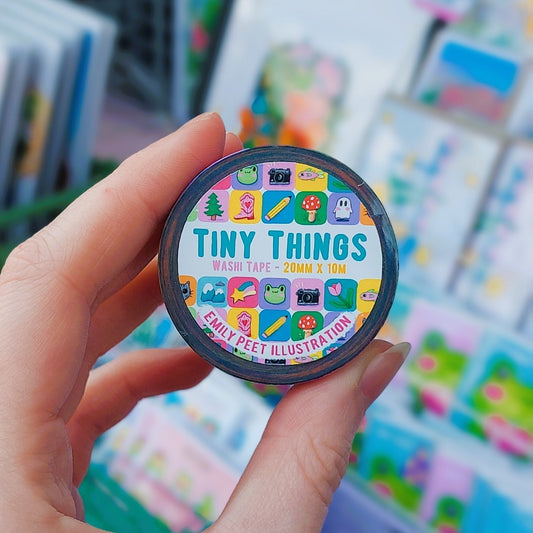 TINY THINGS
WASHI TAPE - 20MM X 10M
EMILY PEET ILLUSTRATION